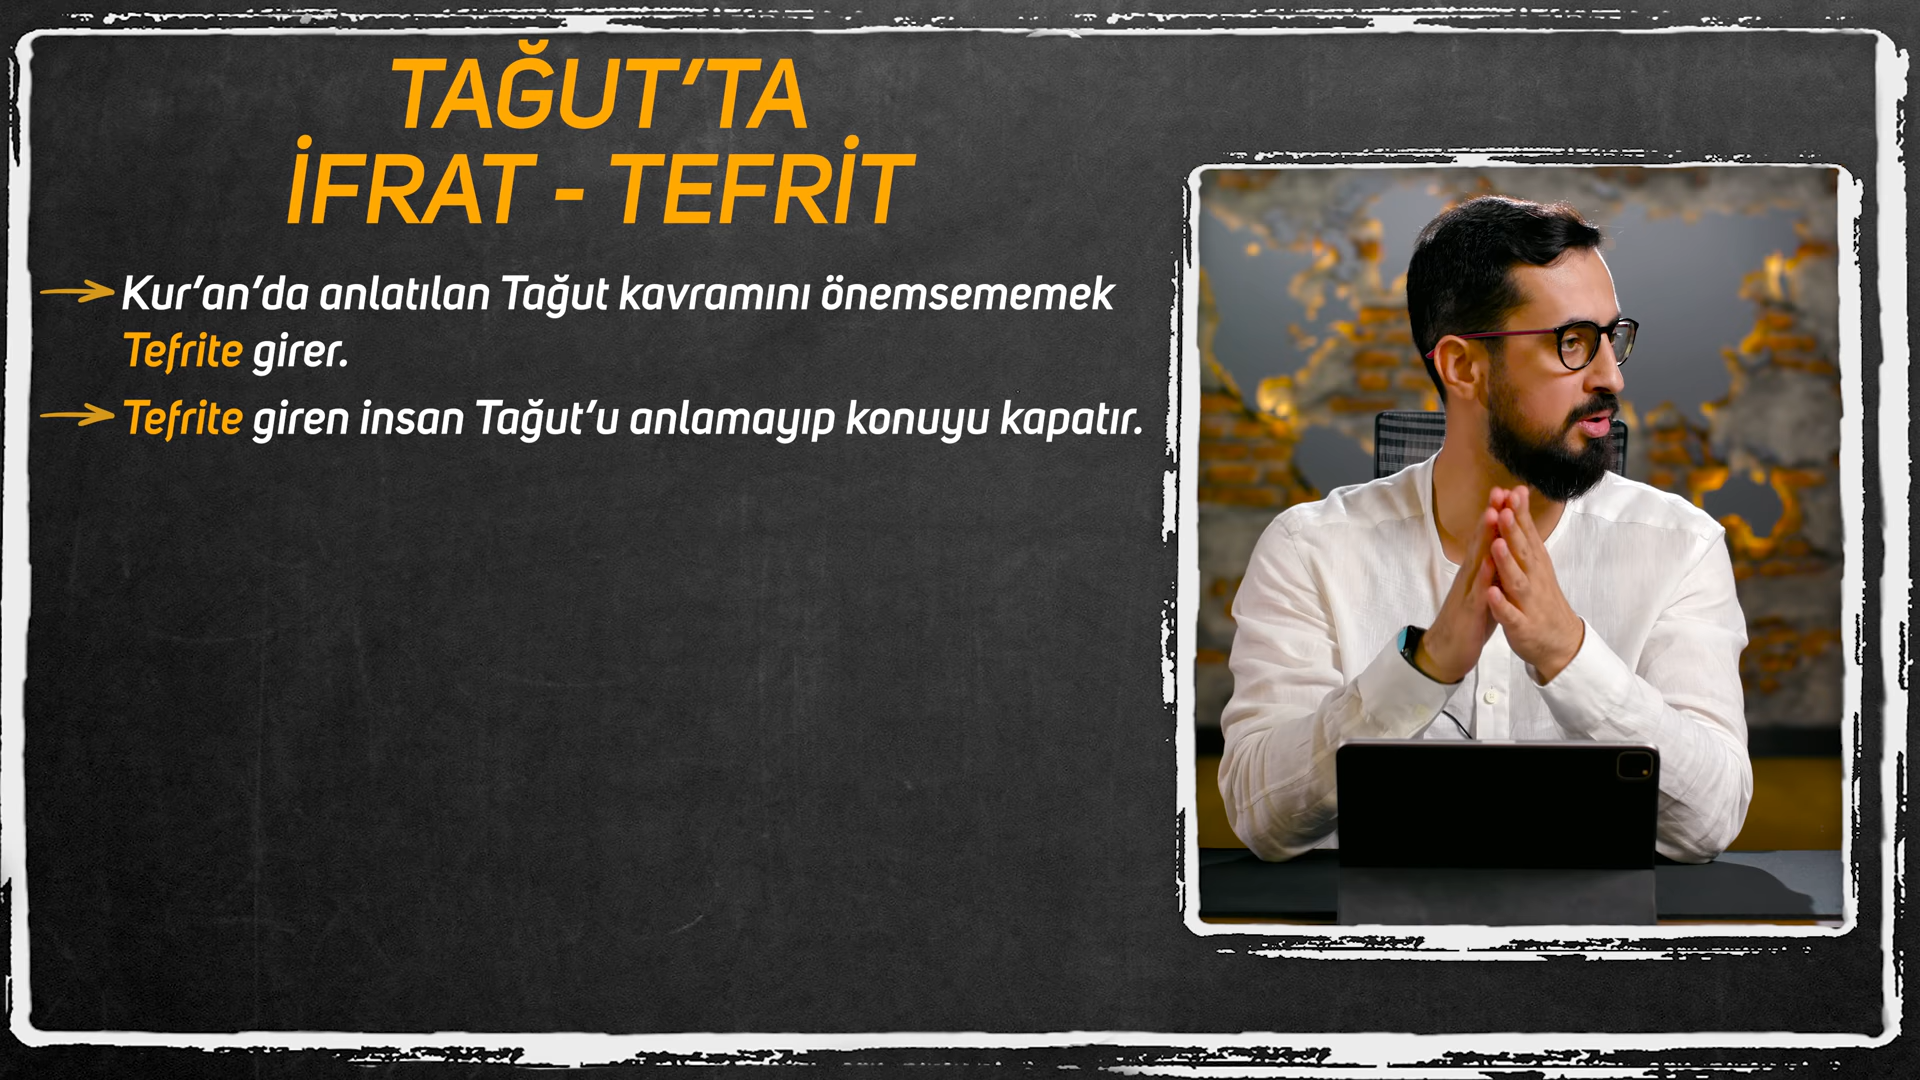 TAĞUT’TA
İFRAT - TEFRİT
Kur’an’da anlatılan Tağut kavramını önemsememek
Tefrite girer.
Tefrite giren insan Tağut’u anlamayıp konuyu kapatır.